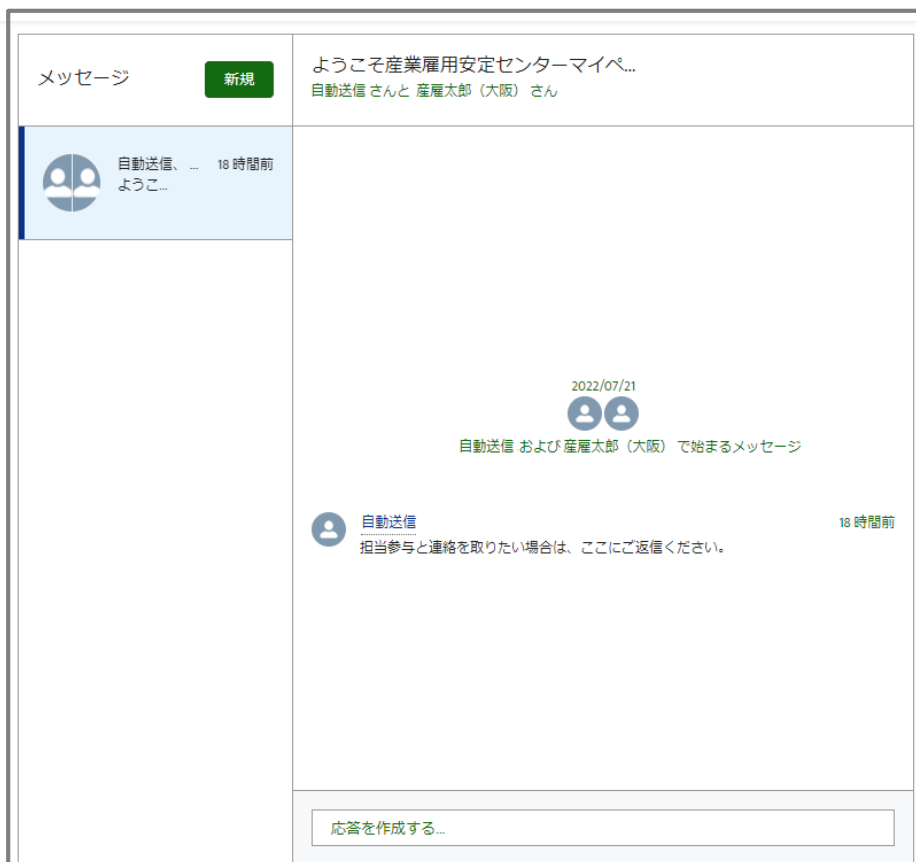 メッセージ
新規
自動送信、 ... 18 時間前
ようこ...
ようこそ産業雇用安定センターマイペ...
自動送信 さんと 産雇太郎（大阪） さん
2022/07/21
自動送信 および 産雇太郎（大阪） で始まるメッセージ
自動送信 18 時間前
担当参与と連絡を取りたい場合は、ここにご返信ください。
応答を作成する...